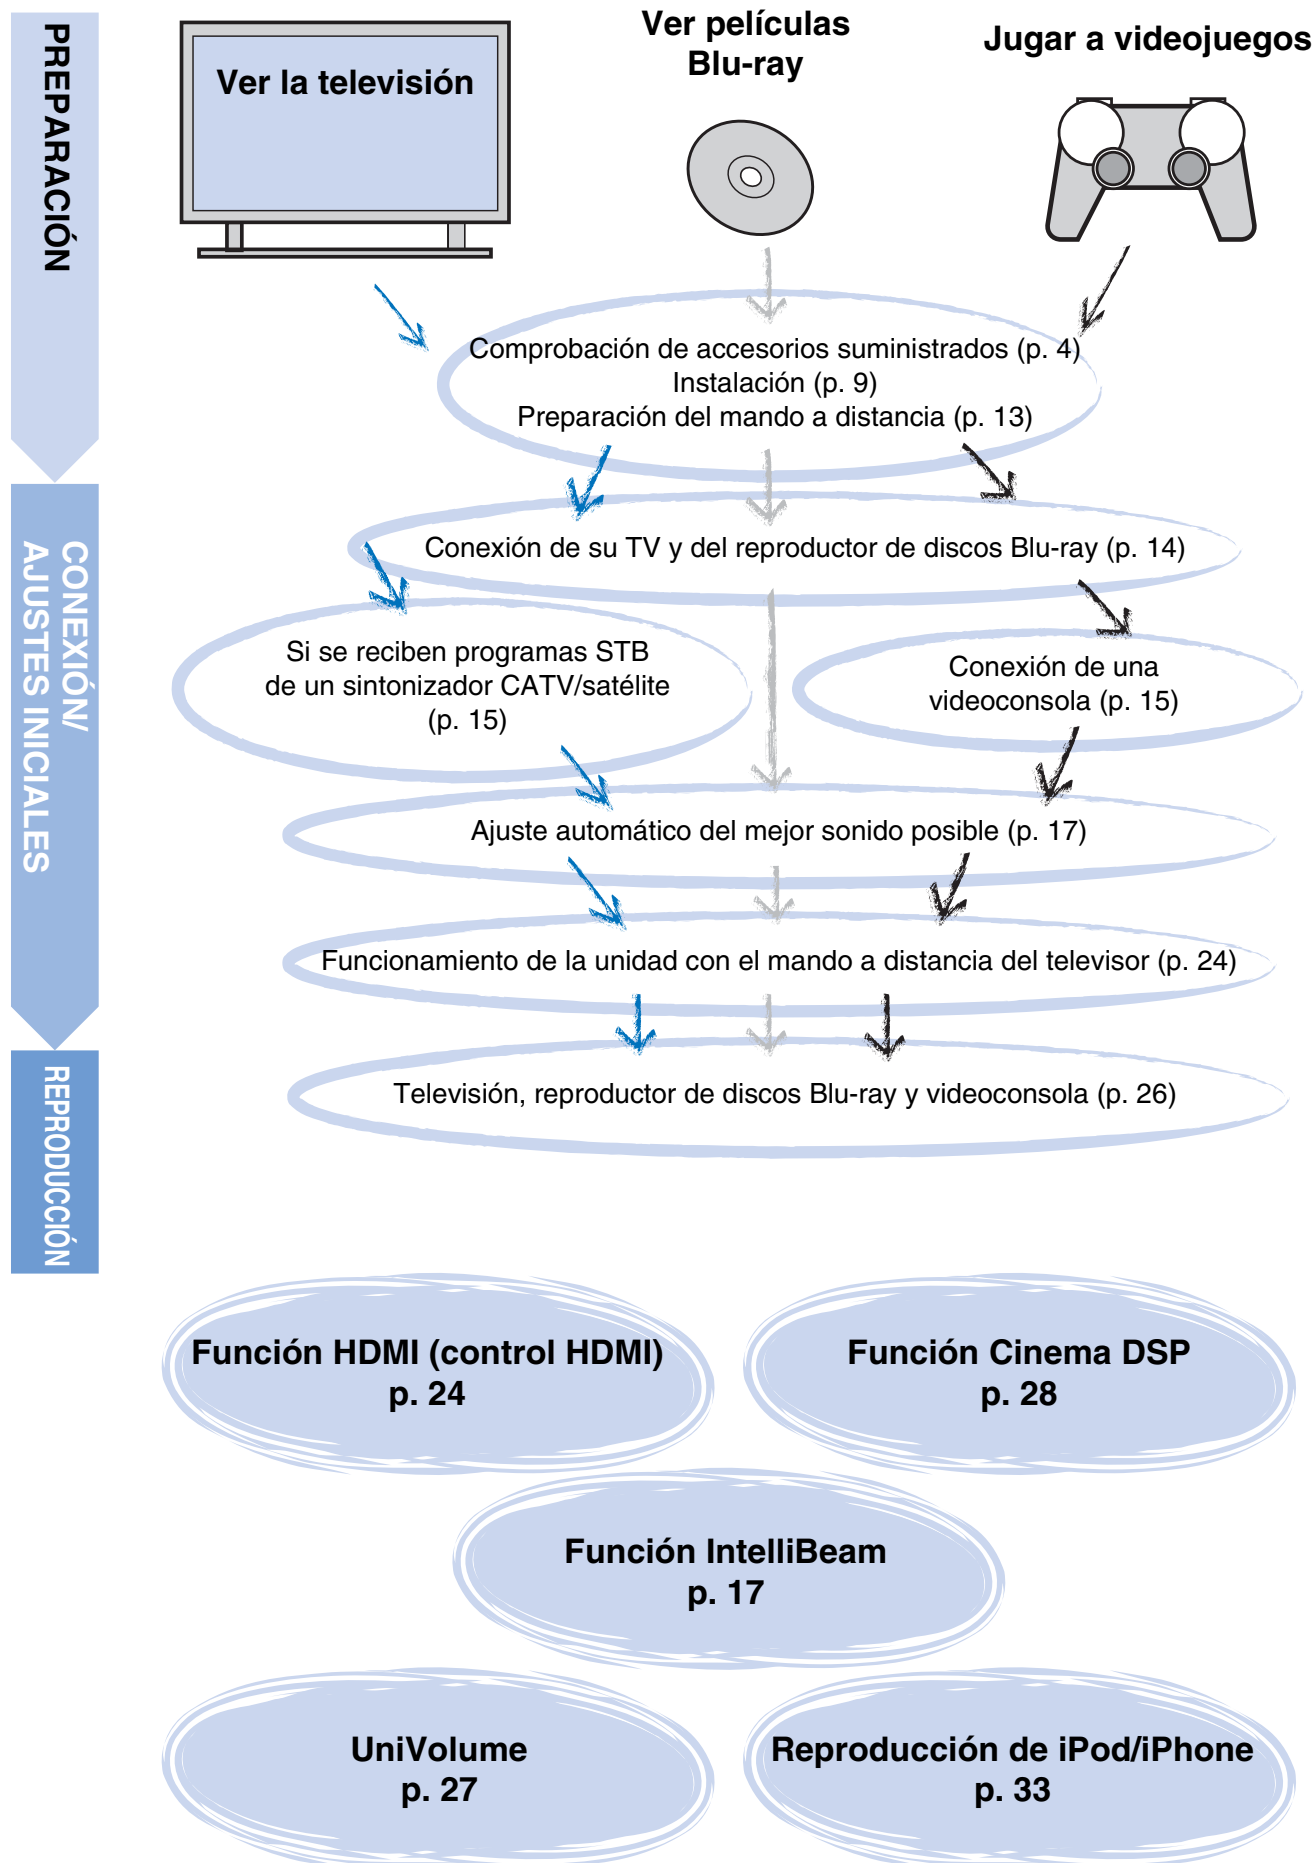 PREPARACIÓN
Ver la televisión
Ver películas
Blu-ray
Jugar a videojuegos
Comprobación de accesorios suministrados (p. 4)
Instalación (p. 9)
Preparación del mando a distancia (p. 13)
CONEXIÓN/
AJUSTES INICIALES
Conexión de su TV y del reproductor de discos Blu-ray (p. 14)
Si se reciben programas STB
de un sintonizador CATV/satélite
(p. 15)
Conexión de una
videoconsola (p. 15)
Ajuste automático del mejor sonido posible (p. 17)
Funcionamiento de la unidad con el mando a distancia del televisor (p. 24)
REPRODUCCIÓN
Televisión, reproductor de discos Blu-ray y videoconsola (p. 26)
Función HDMI (control HDMI)
p. 24
Función Cinema DSP
p. 28
Función IntelliBeam
p. 17
UniVolume
p. 27
Reproducción de iPod/iPhone
p. 33